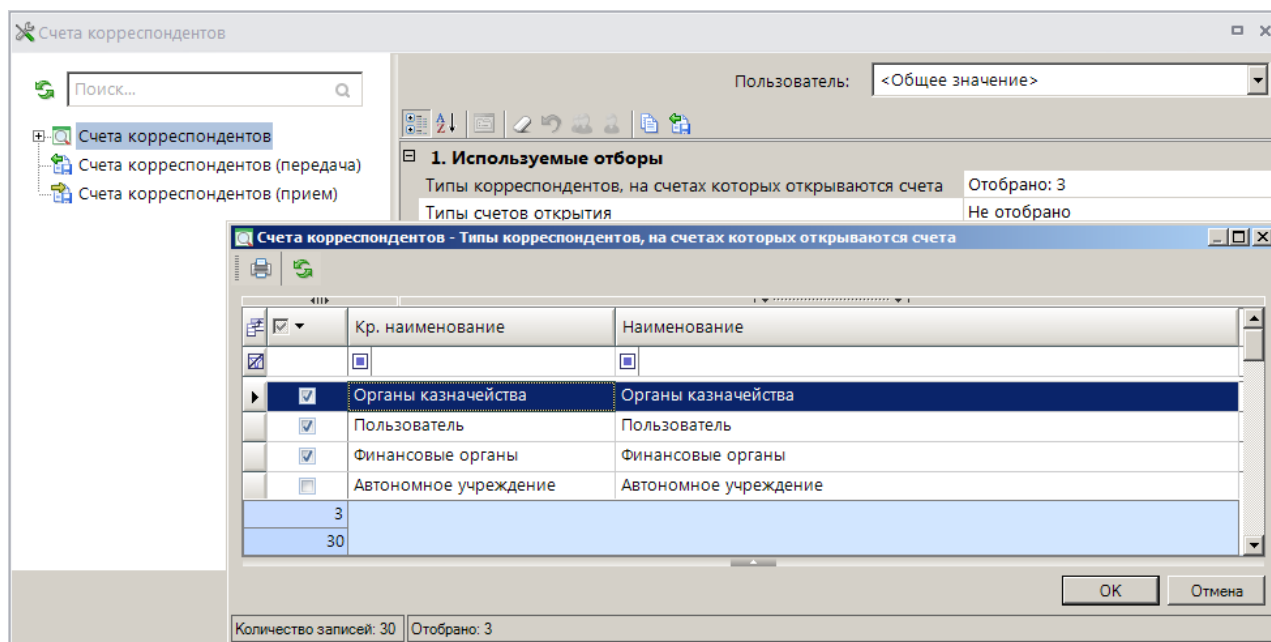 Счета корреспондентов
Поиск...
Пользователь: <Общее значение>
Счета корреспондентов
Счета корреспондентов (передача)
Счета корреспондентов (прием)
1. Используемые отборы
Типы корреспондентов, на счетах которых открываются счета Отобрано: 3
Типы счетов открытия Не отобрано
Счета корреспондентов - Типы корреспондентов, на счетах которых открываются счета
Кр. наименование Наименование
Органы казначейства Органы казначейства
Пользователь Пользователь
Финансовые органы Финансовые органы
Автономное учреждение Автономное учреждение
3
30
OK Отмена
Количество записей: 30 Отобрано: 3